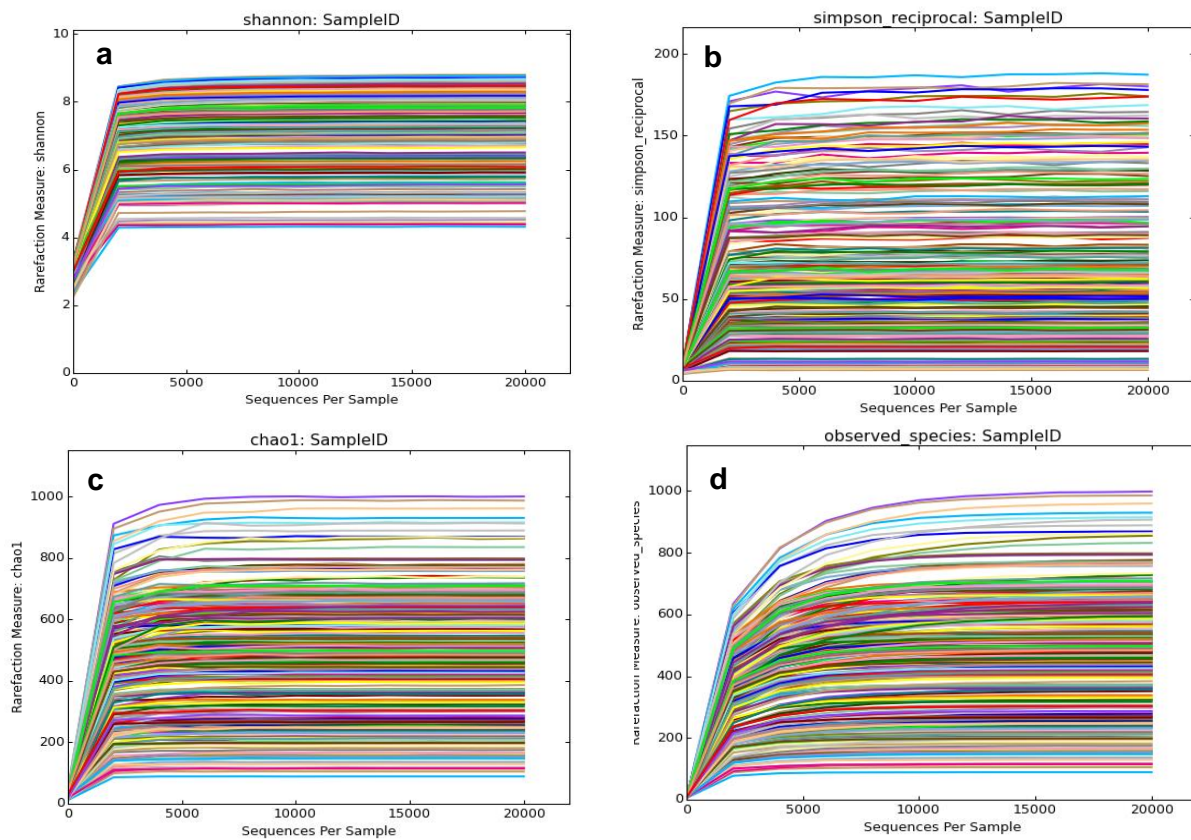 shannon: SampleID
a
Rarefaction Measure: shannon
10
8
6
4
2
0
0 5000 10000 15000 20000
Sequences Per Sample
simpson_reciprocal: SampleID
b
Rarefaction Measure: simpson_reciprocal
200
150
100
50
0
0 5000 10000 15000 20000
Sequences Per Sample
chao1: SampleID
c
Rarefaction Measure: chao1
1000
800
600
400
200
0
0 5000 10000 15000 20000
Sequences Per Sample
observed_species: SampleID
d
Rarefaction Measure: observed_species
1000
800
600
400
200
0
0 5000 10000 15000 20000
Sequences Per Sample